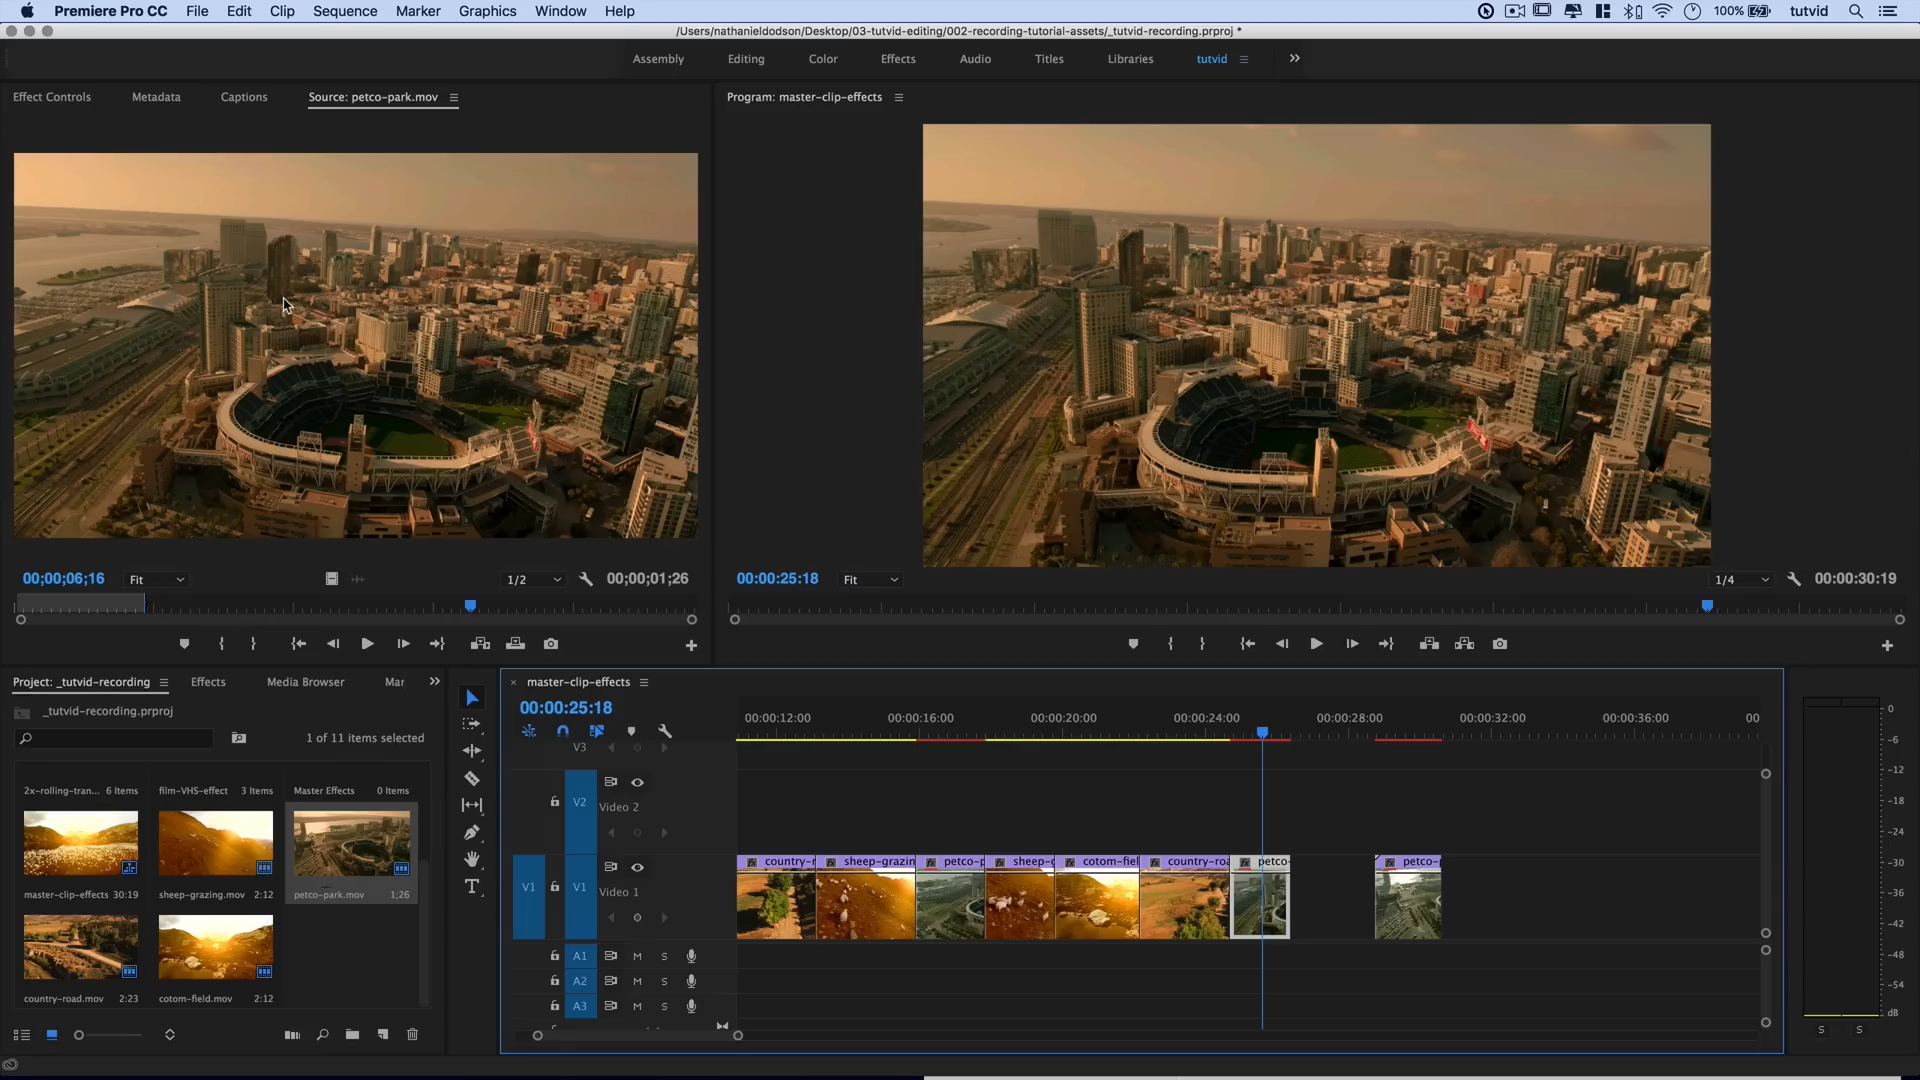 Premiere Pro CC File Edit Clip Sequence Marker Graphics Window Help 100% tutvid
/Users/nathanieldodson/Desktop/03-tutvid-editing/002-recording-tutorial-assets/_tutvid-recording.prproj *
Assembly Editing Color Effects Audio Titles Libraries tutvid
Effect Controls Metadata Captions Source: petco-park.mov
Program: master-clip-effects
00;00;06;16 Fit 1/2 00;00;01;26
00:00:25:18 Fit 1/4 00:00:30:19
Project: _tutvid-recording Effects Media Browser Mar
_tutvid-recording.prproj
1 of 11 items selected
2x-rolling-tran... 6 Items film-VHS-effect 3 Items Master Effects 0 Items
master-clip-effects 30:19 sheep-grazing.mov 2:12 petco-park.mov 1;26
country-road.mov 2:23 cotom-field.mov 2:12
master-clip-effects
00:00:25:18
00:00:12:00 00:00:16:00 00:00:20:00 00:00:24:00 00:00:28:00 00:00:32:00 00:00:36:00 00
V3
V2 Video 2
fx country-r fx sheep-grazin fx petco-p fx sheep-g fx cotom-fiel fx country-roa fx petco- fx petco-p
V1 V1 Video 1
A1 M S
A2 M S
A3 M S
0
-6
-12
-18
-24
-30
-36
-42
-48
-54
dB
S S